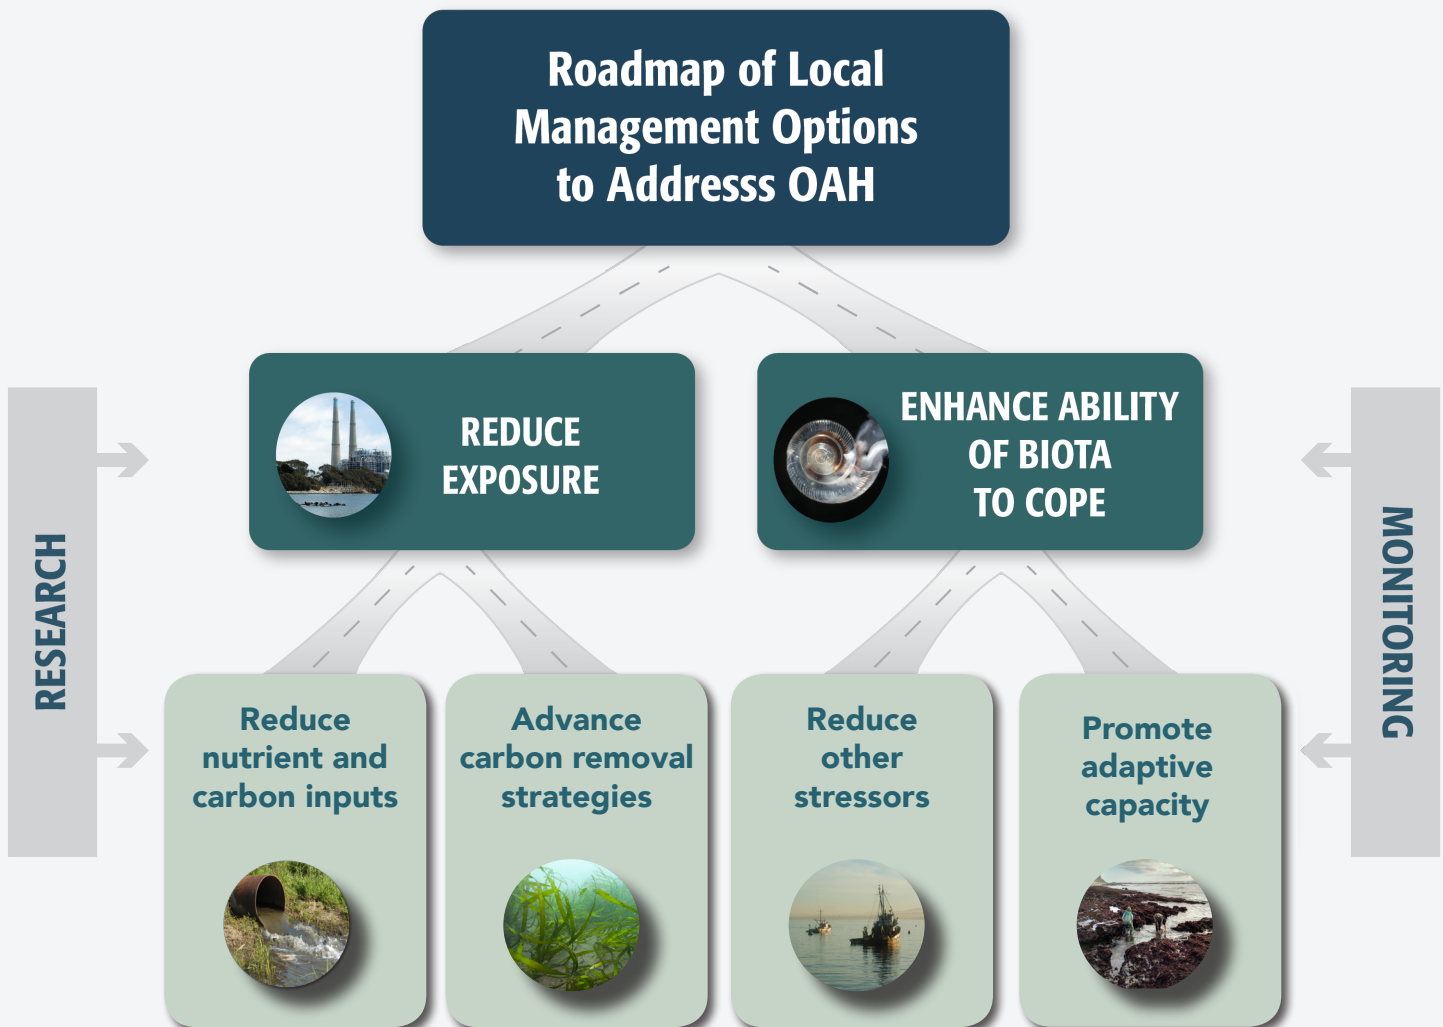 Roadmap of Local
Management Options
to Addresss OAH
REDUCE
EXPOSURE
ENHANCE ABILITY
OF BIOTA
TO COPE
RESEARCH
MONITORING
Reduce
nutrient and
carbon inputs
Advance
carbon removal
strategies
Reduce
other
stressors
Promote
adaptive
capacity